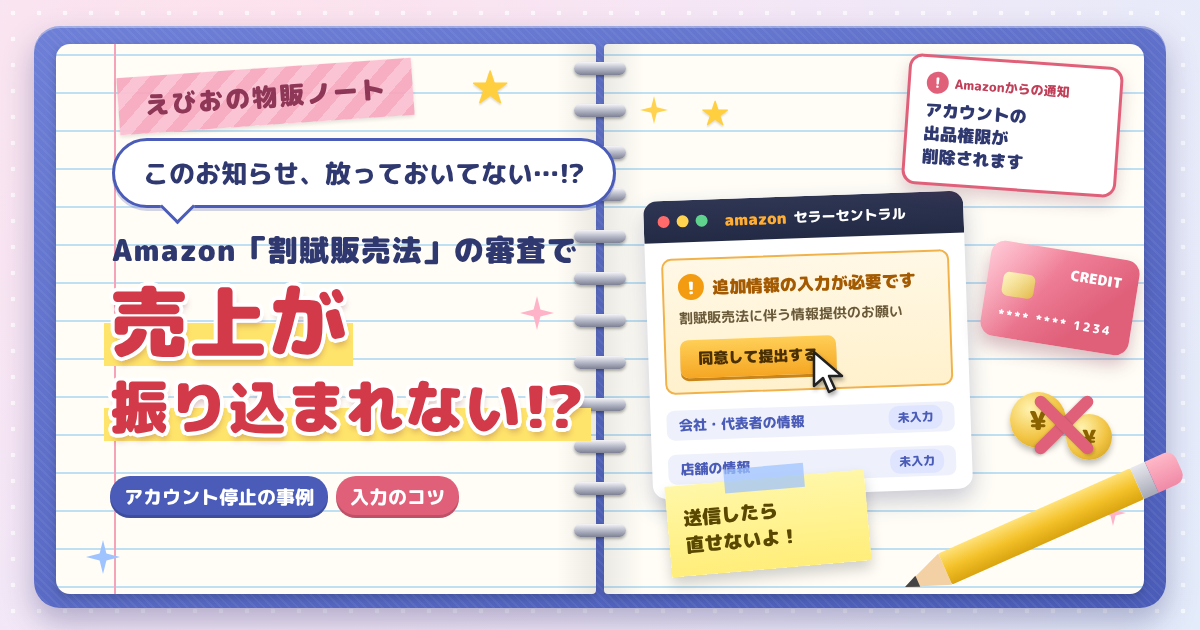 えびおの物販ノート
このお知らせ、放っておいてない…!?
Amazon「割賦販売法」の審査で
売上が
振り込まれない!?
アカウント停止の事例
入力のコツ
Amazonからの通知
アカウントの
出品権限が
削除されます
amazon セラーセントラル
追加情報の入力が必要です
割賦販売法に伴う情報提供のお願い
同意して提出する
会社・代表者の情報
未入力
店舗の情報
未入力
送信したら
直せないよ！
CREDIT
**** **** 1234
¥
¥